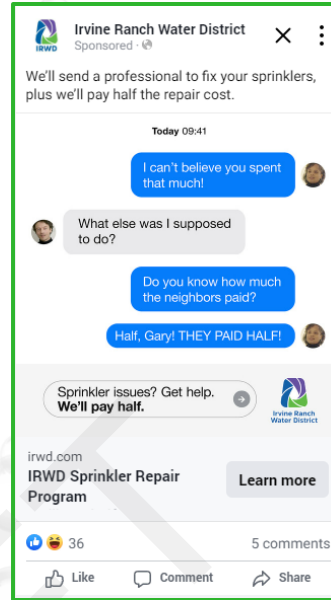 Irvine Ranch Water District
IRWD
Sponsored ·
We'll send a professional to fix your sprinklers,
plus we'll pay half the repair cost.
Today 09:41
I can't believe you spent
that much!
What else was I supposed
to do?
Do you know how much
the neighbors paid?
Half, Gary! THEY PAID HALF!
Sprinkler issues? Get help.
We'll pay half.
Irvine Ranch
Water District
irwd.com
IRWD Sprinkler Repair
Program
Learn more
36
5 comments
Like
Comment
Share